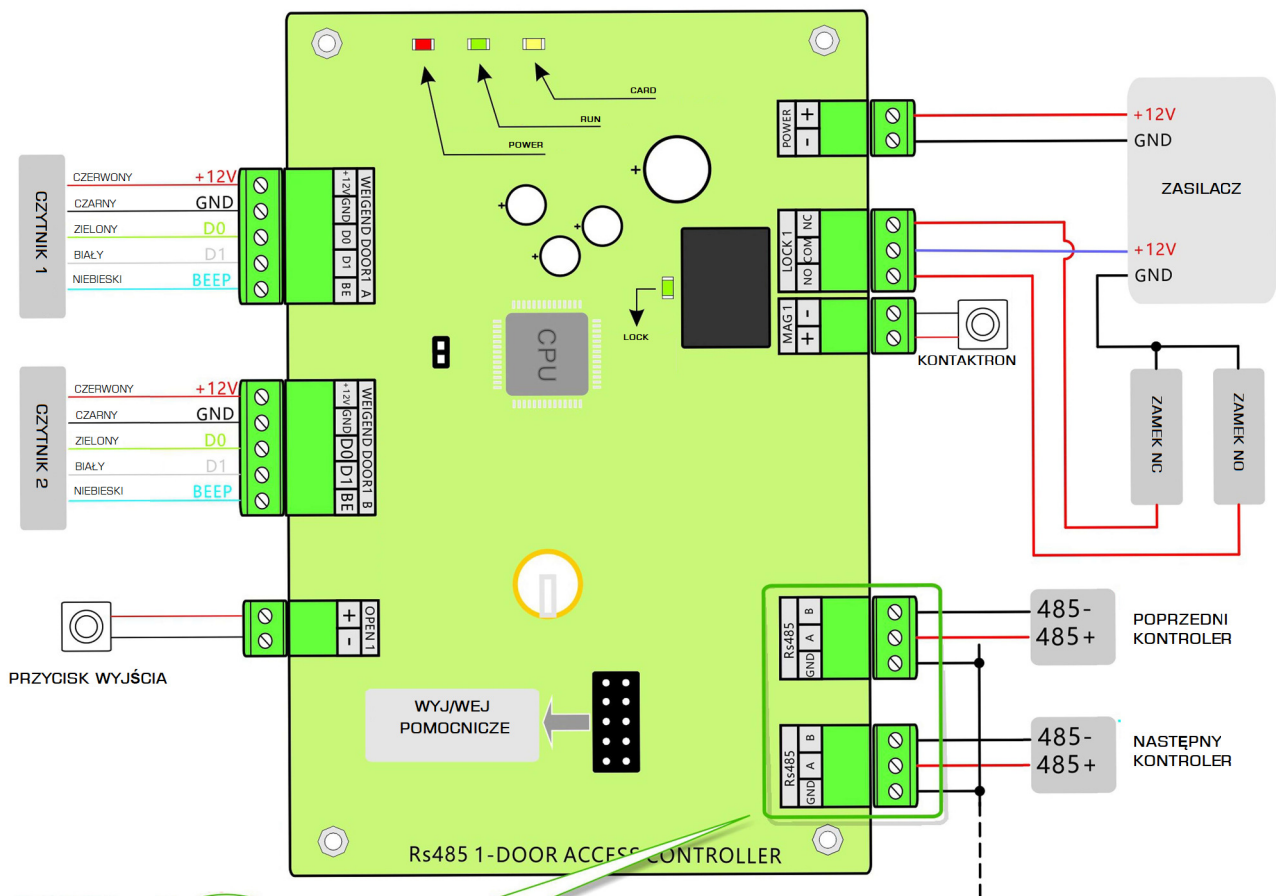 CARD
RUN
POWER
CZYTNIK 1
CZERWONY +12V
CZARNY GND
ZIELONY D0
BIAŁY D1
NIEBIESKI BEEP
+12V
GND
D0
D1
BE
WEIGEND DOOR1 A
CZYTNIK 2
CZERWONY +12V
CZARNY GND
ZIELONY D0
BIAŁY D1
NIEBIESKI BEEP
+12V
GND
D0
D1
BE
WEIGEND DOOR1 B
PRZYCISK WYJŚCIA
+
-
OPEN 1
+
+
+
+
LOCK
CPU
WYJ/WEJ
POMOCNICZE
POWER
+
-
LOCK 1
NC
COM
NO
MAG 1
-
+
KONTAKTRON
+12V
GND
ZASILACZ
+12V
GND
ZAMEK NC
ZAMEK NO
Rs485
B
A
GND
485-
485+
POPRZEDNI
KONTROLER
Rs485
B
A
GND
485-
485+
NASTĘPNY
KONTROLER
Rs485 1-DOOR ACCESS CONTROLLER